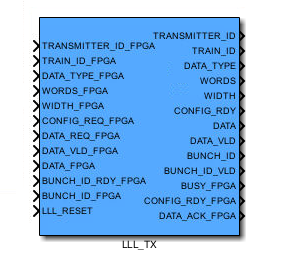 TRANSMITTER_ID_FPGA
TRAIN_ID_FPGA
DATA_TYPE_FPGA
WORDS_FPGA
WIDTH_FPGA
CONFIG_REQ_FPGA
DATA_REQ_FPGA
DATA_VLD_FPGA
DATA_FPGA
BUNCH_ID_RDY_FPGA
BUNCH_ID_FPGA
LLL_RESET
TRANSMITTER_ID
TRAIN_ID
DATA_TYPE
WORDS
WIDTH
CONFIG_RDY
DATA
DATA_VLD
BUNCH_ID
BUNCH_ID_VLD
BUSY_FPGA
CONFIG_RDY_FPGA
DATA_ACK_FPGA
LLL_TX